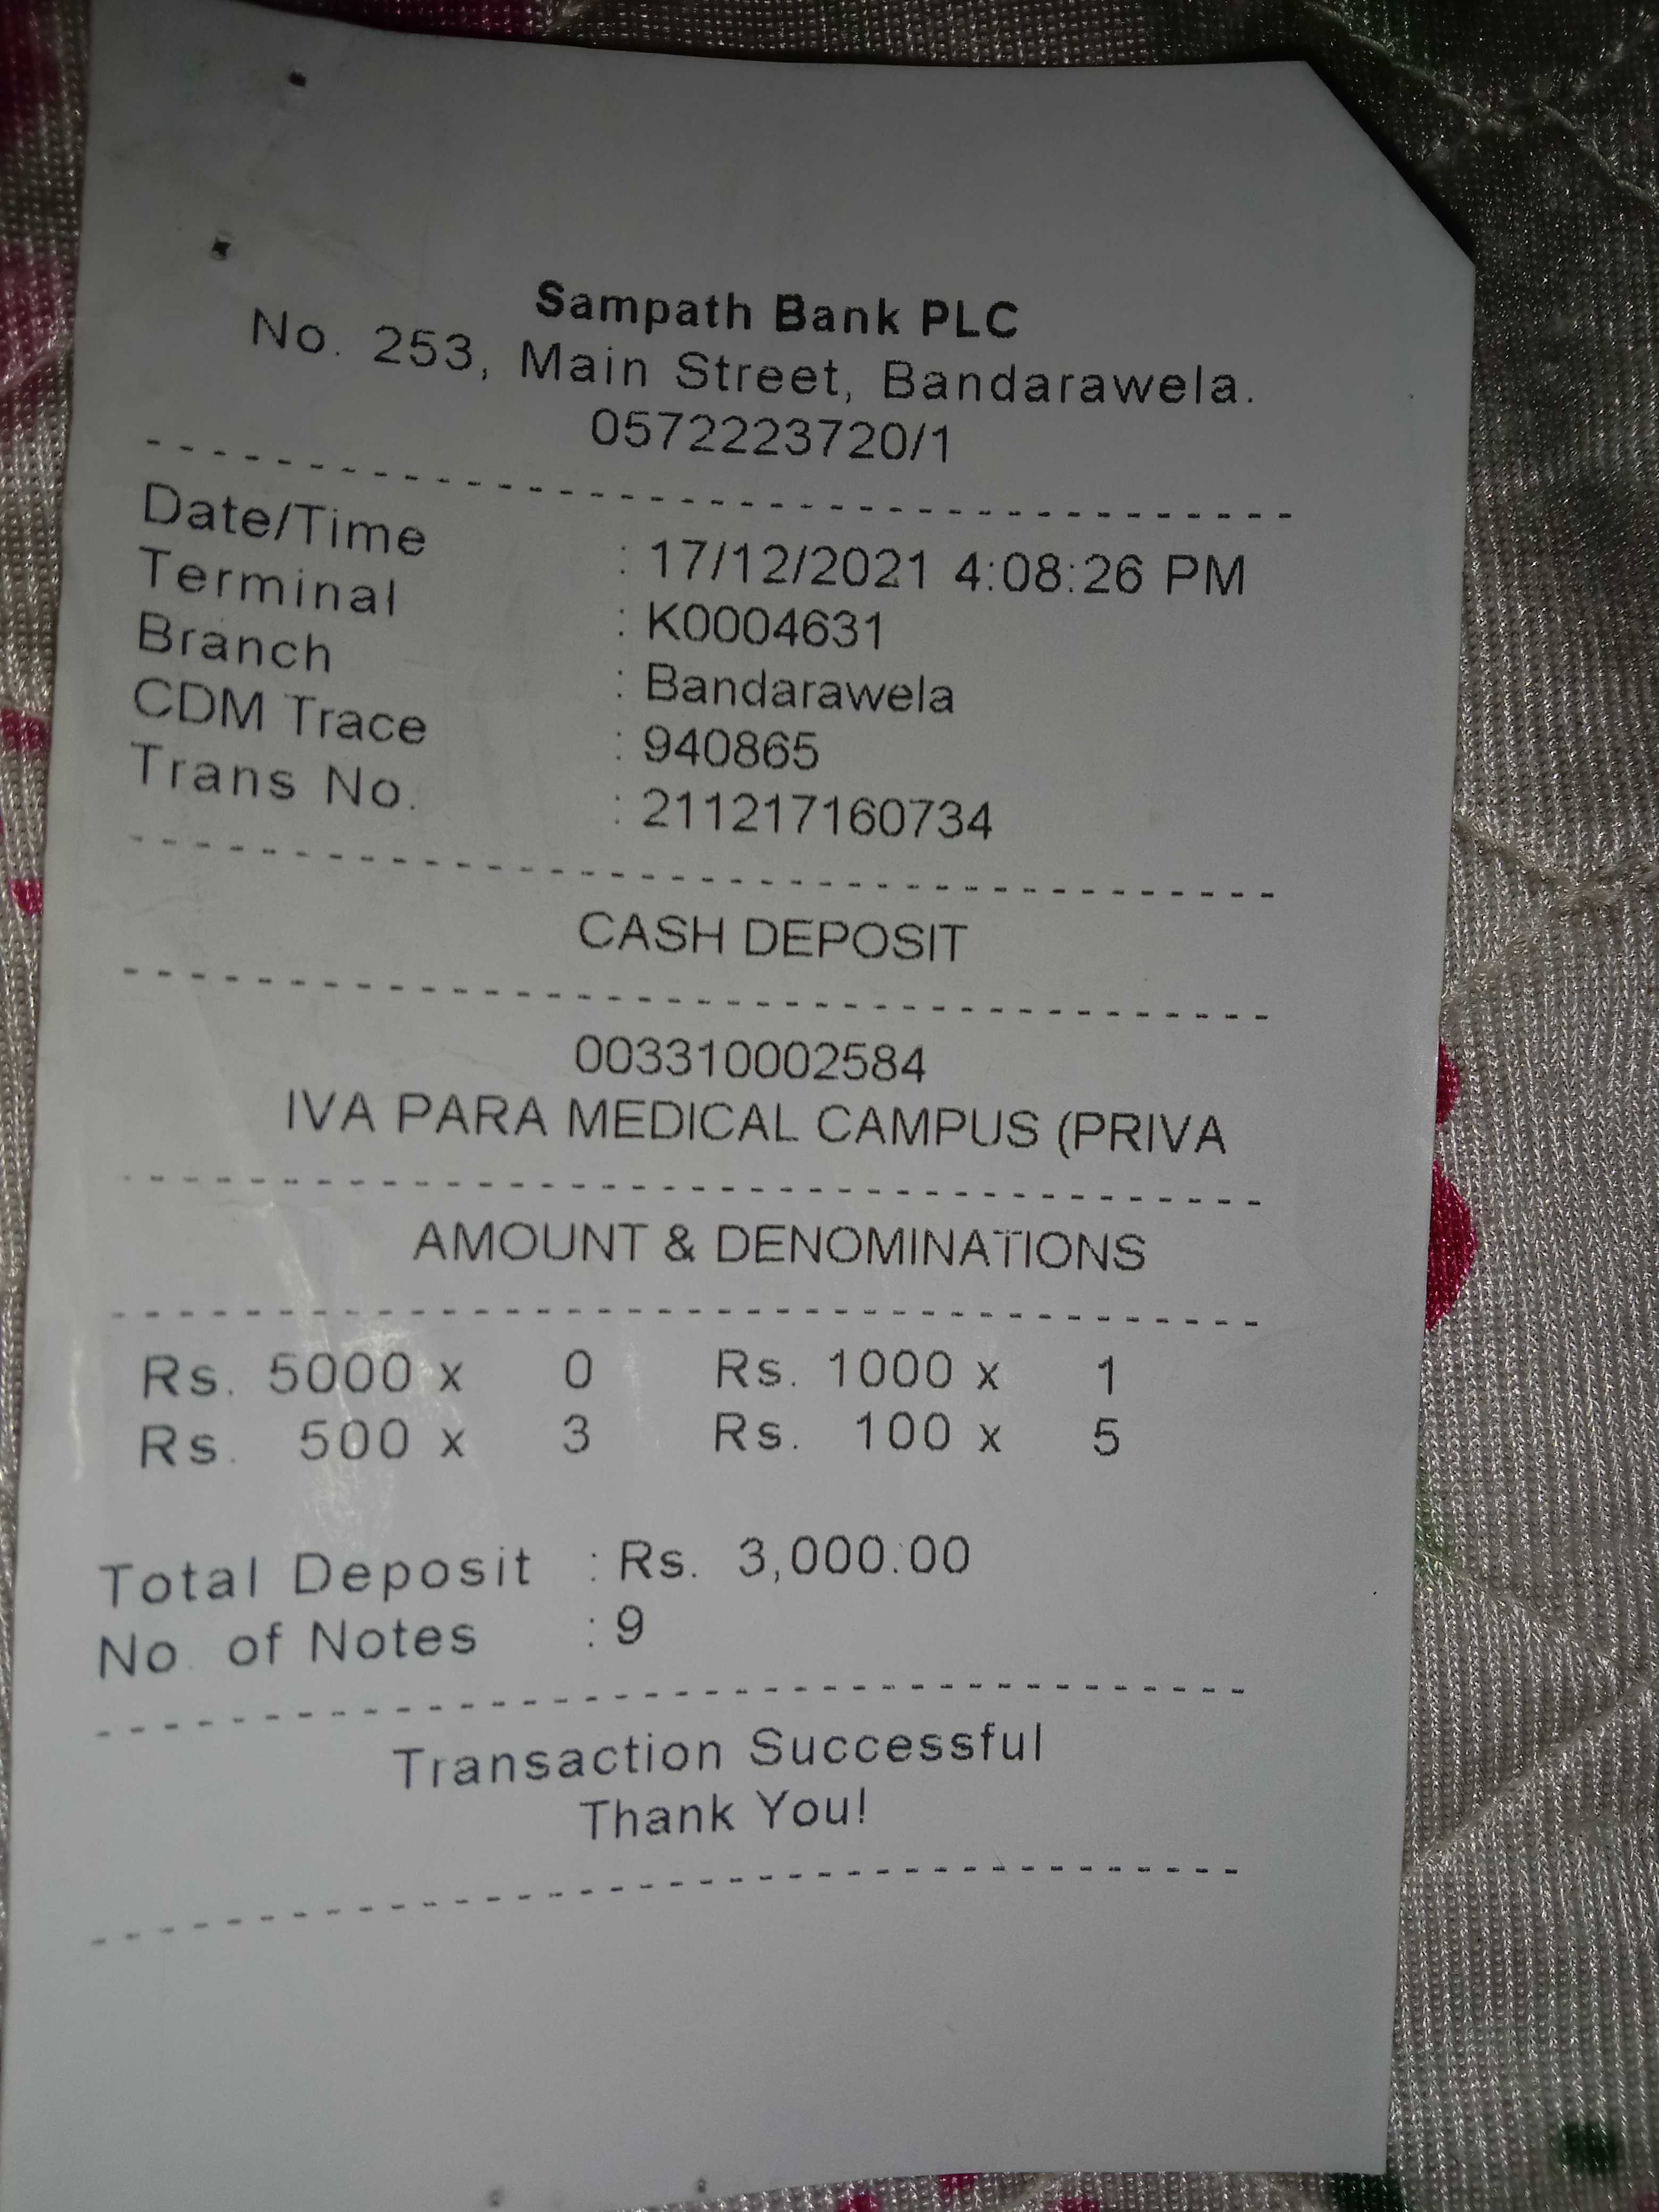 Sampath Bank PLC
No. 253, Main Street, Bandarawela.
0572223720/1
Date/Time : 17/12/2021 4:08:26 PM
Terminal : K0004631
Branch : Bandarawela
CDM Trace : 940865
Trans No. : 211217160734
CASH DEPOSIT
003310002584
IVA PARA MEDICAL CAMPUS (PRIVA
AMOUNT & DENOMINATIONS
Rs. 5000 x 0 Rs. 1000 x 1
Rs. 500 x 3 Rs. 100 x 5
Total Deposit : Rs. 3,000.00
No. of Notes : 9
Transaction Successful
Thank You!